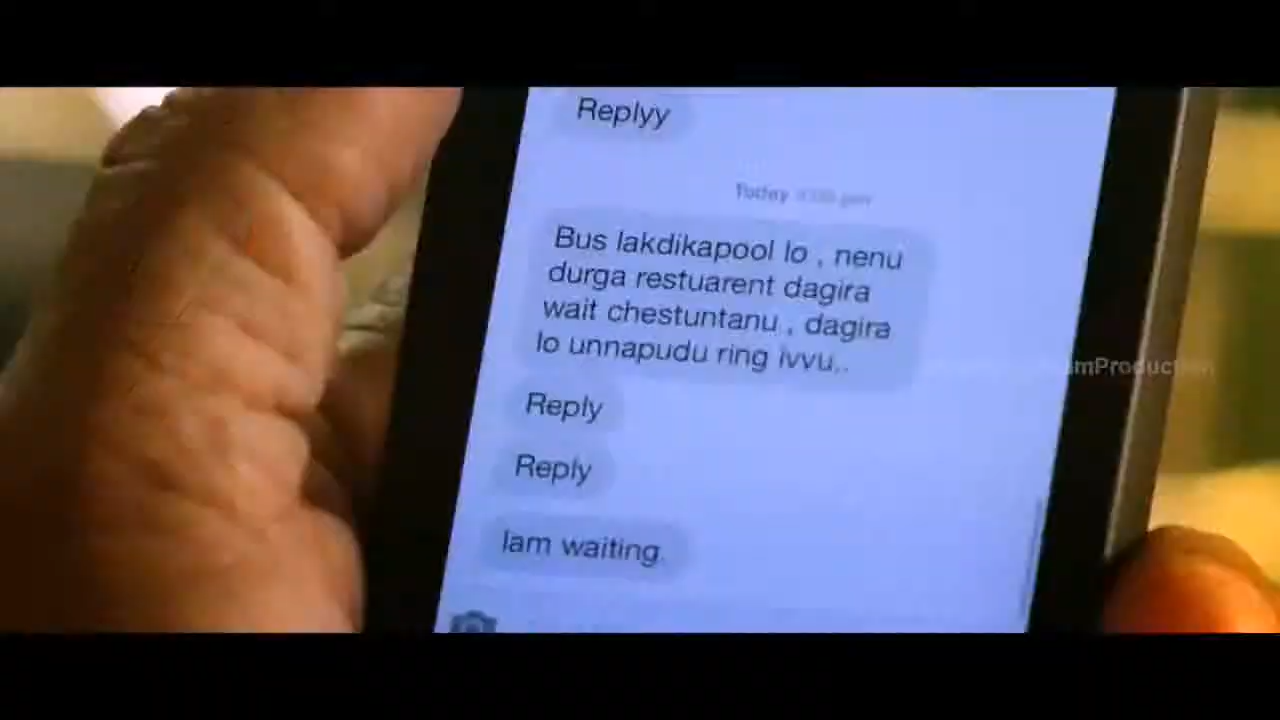 Replyy
Today
Bus lakdikapool lo , nenu
durga restuarent dagira
wait chestuntanu , dagira
lo unnapudu ring ivvu..
Reply
Reply
Iam waiting.